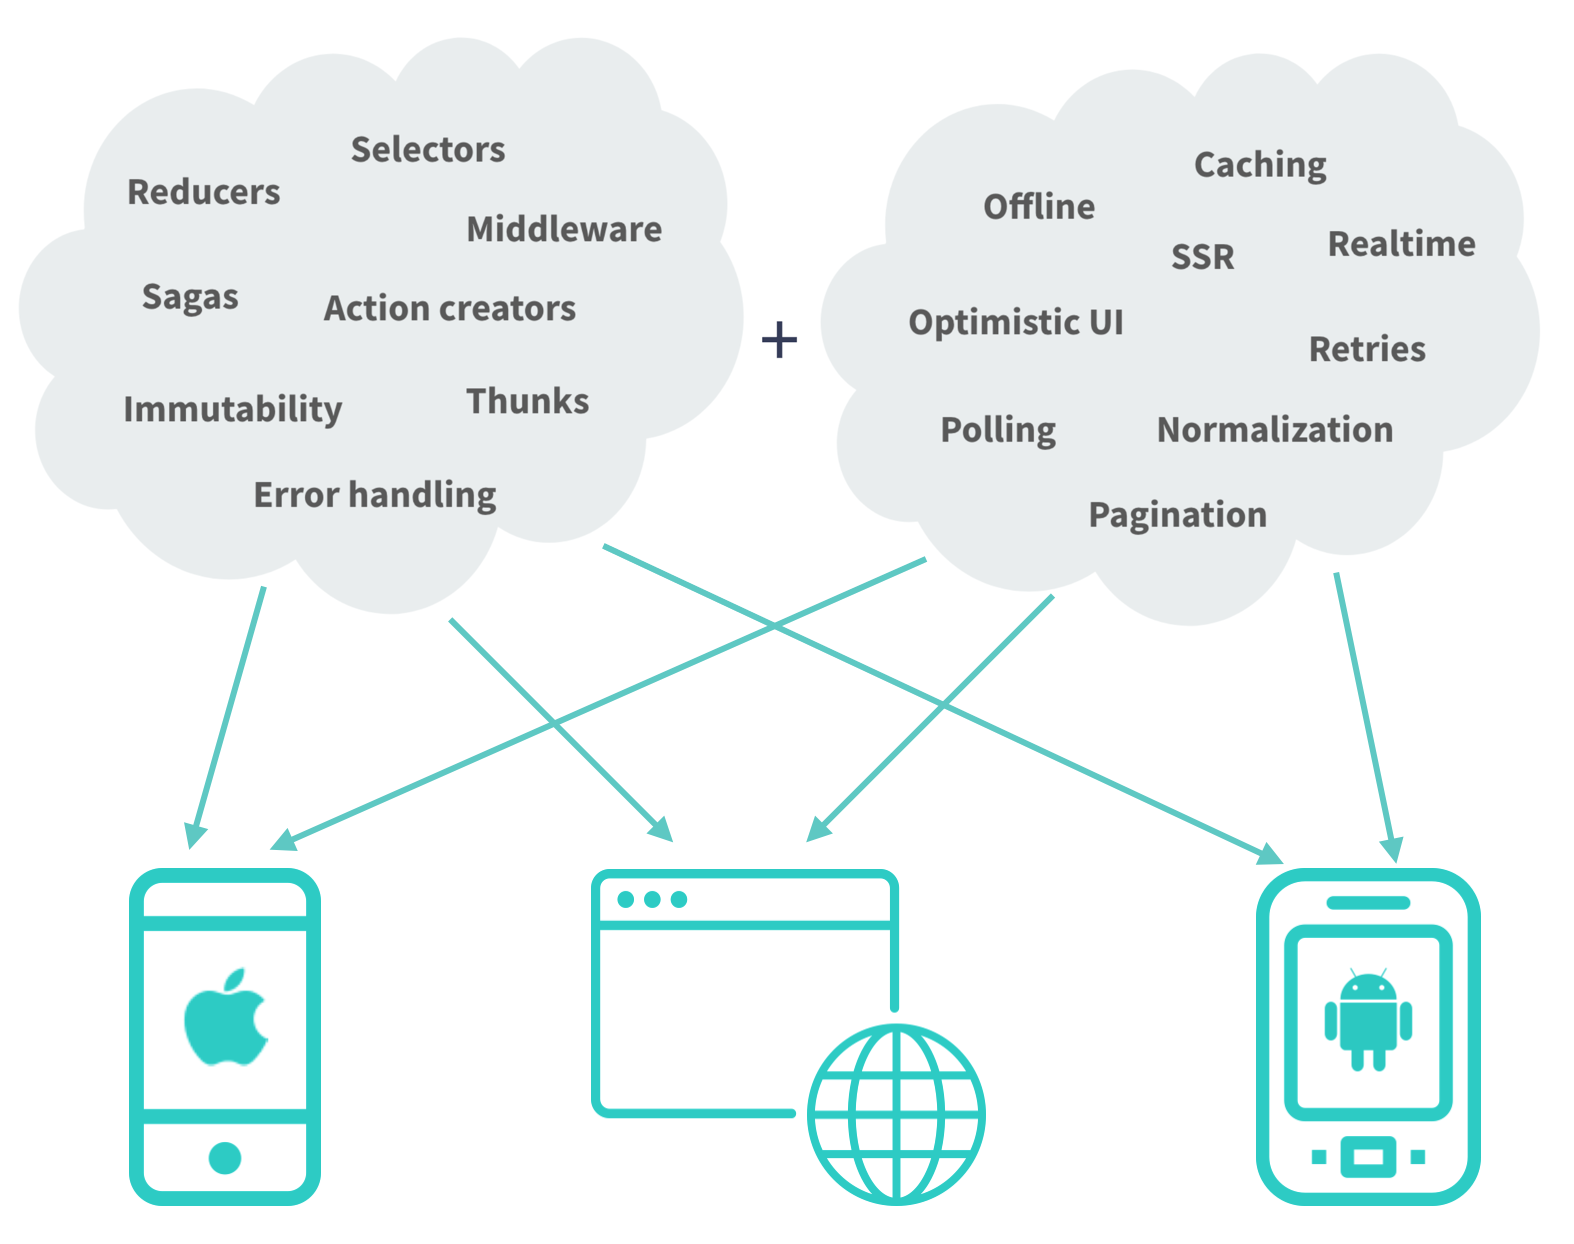 Selectors
Reducers
Middleware
Sagas
Action creators
Immutability
Thunks
Error handling
+
Caching
Offline
SSR
Realtime
Optimistic UI
Retries
Polling
Normalization
Pagination